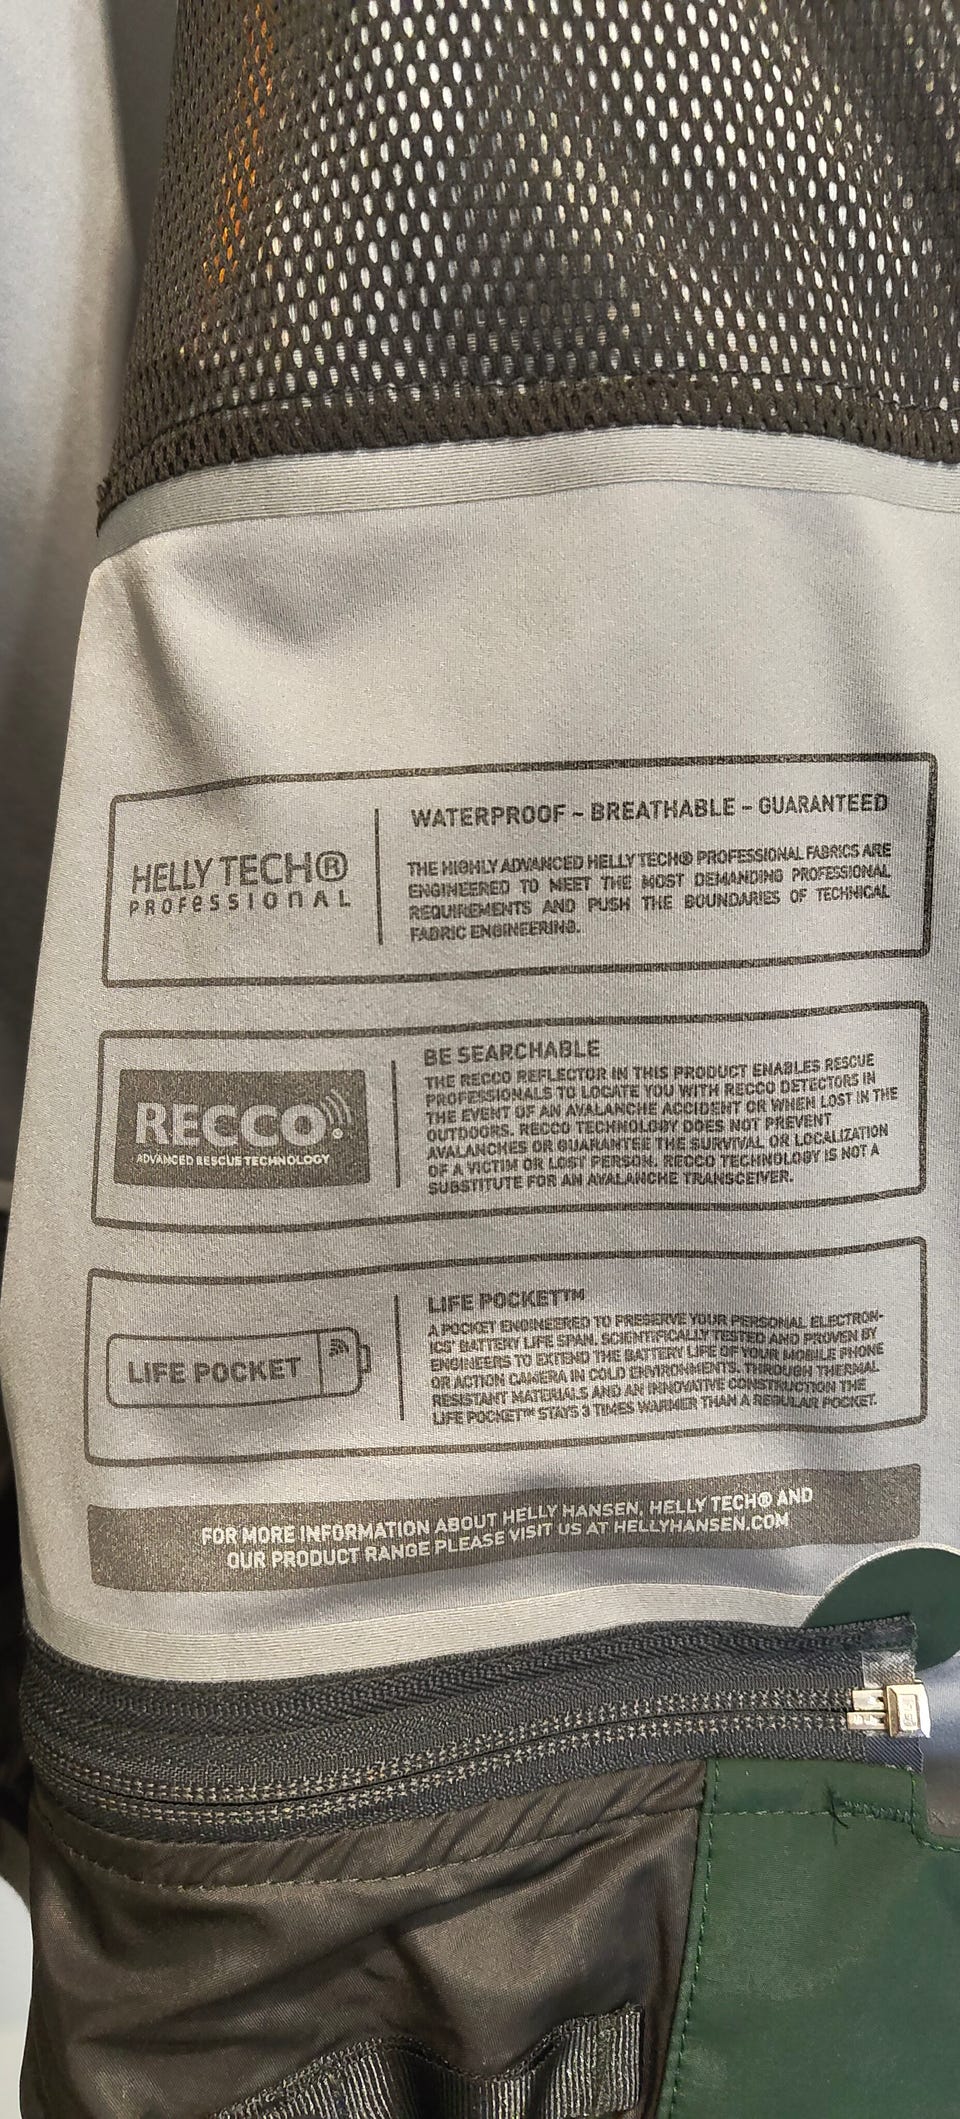 HELLY TECH®
PROFESSIONAL
WATERPROOF - BREATHABLE - GUARANTEED
THE HIGHLY ADVANCED HELLY TECH® PROFESSIONAL FABRICS ARE
ENGINEERED TO MEET THE MOST DEMANDING PROFESSIONAL
REQUIREMENTS AND PUSH THE BOUNDARIES OF TECHNICAL
FABRIC ENGINEERING.
RECCO
ADVANCED RESCUE TECHNOLOGY
BE SEARCHABLE
THE RECCO REFLECTOR IN THIS PRODUCT ENABLES RESCUE
PROFESSIONALS TO LOCATE YOU WITH RECCO DETECTORS IN
THE EVENT OF AN AVALANCHE ACCIDENT OR WHEN LOST IN THE
OUTDOORS. RECCO TECHNOLOGY DOES NOT PREVENT
AVALANCHES OR GUARANTEE THE SURVIVAL OR LOCALIZATION
OF A VICTIM OR LOST PERSON. RECCO TECHNOLOGY IS NOT A
SUBSTITUTE FOR AN AVALANCHE TRANSCEIVER.
LIFE POCKET
LIFE POCKET™
A POCKET ENGINEERED TO PRESERVE YOUR PERSONAL ELECTRON-
ICS' BATTERY LIFE SPAN. SCIENTIFICALLY TESTED AND PROVEN BY
ENGINEERS TO EXTEND THE BATTERY LIFE OF YOUR MOBILE PHONE
OR ACTION CAMERA IN COLD ENVIRONMENTS. THROUGH THERMAL
RESISTANT MATERIALS AND AN INNOVATIVE CONSTRUCTION THE
LIFE POCKET™ STAYS 3 TIMES WARMER THAN A REGULAR POCKET.
FOR MORE INFORMATION ABOUT HELLY HANSEN, HELLY TECH® AND
OUR PRODUCT RANGE PLEASE VISIT US AT HELLYHANSEN.COM